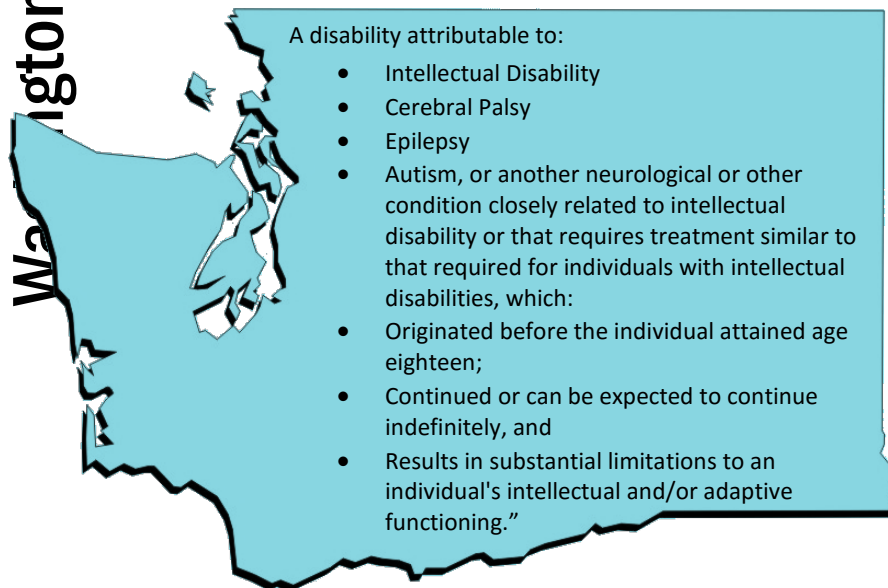 Washington
A disability attributable to:
• Intellectual Disability
• Cerebral Palsy
• Epilepsy
• Autism, or another neurological or other
condition closely related to intellectual
disability or that requires treatment similar to
that required for individuals with intellectual
disabilities, which:
• Originated before the individual attained age
eighteen;
• Continued or can be expected to continue
indefinitely, and
• Results in substantial limitations to an
individual's intellectual and/or adaptive
functioning.”